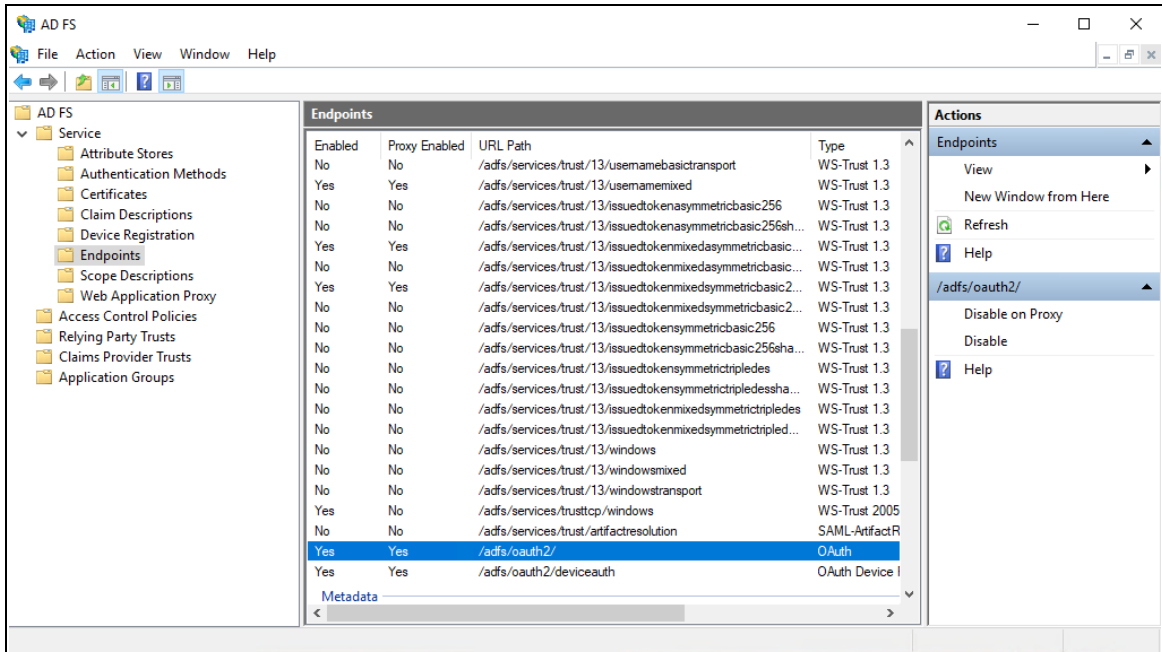 AD FS
File Action View Window Help
AD FS
Service
Attribute Stores
Authentication Methods
Certificates
Claim Descriptions
Device Registration
Endpoints
Scope Descriptions
Web Application Proxy
Access Control Policies
Relying Party Trusts
Claims Provider Trusts
Application Groups
Endpoints
Enabled Proxy Enabled URL Path Type
No No /adfs/services/trust/13/usernamebasictransport WS-Trust 1.3
Yes Yes /adfs/services/trust/13/usernamemixed WS-Trust 1.3
No No /adfs/services/trust/13/issuedtokenasymmetricbasic256 WS-Trust 1.3
No No /adfs/services/trust/13/issuedtokenasymmetricbasic256sh... WS-Trust 1.3
Yes Yes /adfs/services/trust/13/issuedtokenmixedasymmetricbasic... WS-Trust 1.3
No No /adfs/services/trust/13/issuedtokenmixedasymmetricbasic... WS-Trust 1.3
Yes Yes /adfs/services/trust/13/issuedtokenmixedsymmetricbasic2... WS-Trust 1.3
No No /adfs/services/trust/13/issuedtokenmixedsymmetricbasic2... WS-Trust 1.3
No No /adfs/services/trust/13/issuedtokensymmetricbasic256 WS-Trust 1.3
No No /adfs/services/trust/13/issuedtokensymmetricbasic256sha... WS-Trust 1.3
No No /adfs/services/trust/13/issuedtokensymmetrictripledes WS-Trust 1.3
No No /adfs/services/trust/13/issuedtokensymmetrictripledessha... WS-Trust 1.3
No No /adfs/services/trust/13/issuedtokenmixedsymmetrictripledes WS-Trust 1.3
No No /adfs/services/trust/13/issuedtokenmixedsymmetrictripled... WS-Trust 1.3
No No /adfs/services/trust/13/windows WS-Trust 1.3
No No /adfs/services/trust/13/windowsmixed WS-Trust 1.3
No No /adfs/services/trust/13/windowstransport WS-Trust 1.3
Yes No /adfs/services/trusttcp/windows WS-Trust 2005
No No /adfs/services/trust/artifactresolution SAML-ArtifactR
Yes Yes /adfs/oauth2/ OAuth
Yes Yes /adfs/oauth2/deviceauth OAuth Device
Metadata
Actions
Endpoints
View
New Window from Here
Refresh
Help
/adfs/oauth2/
Disable on Proxy
Disable
Help